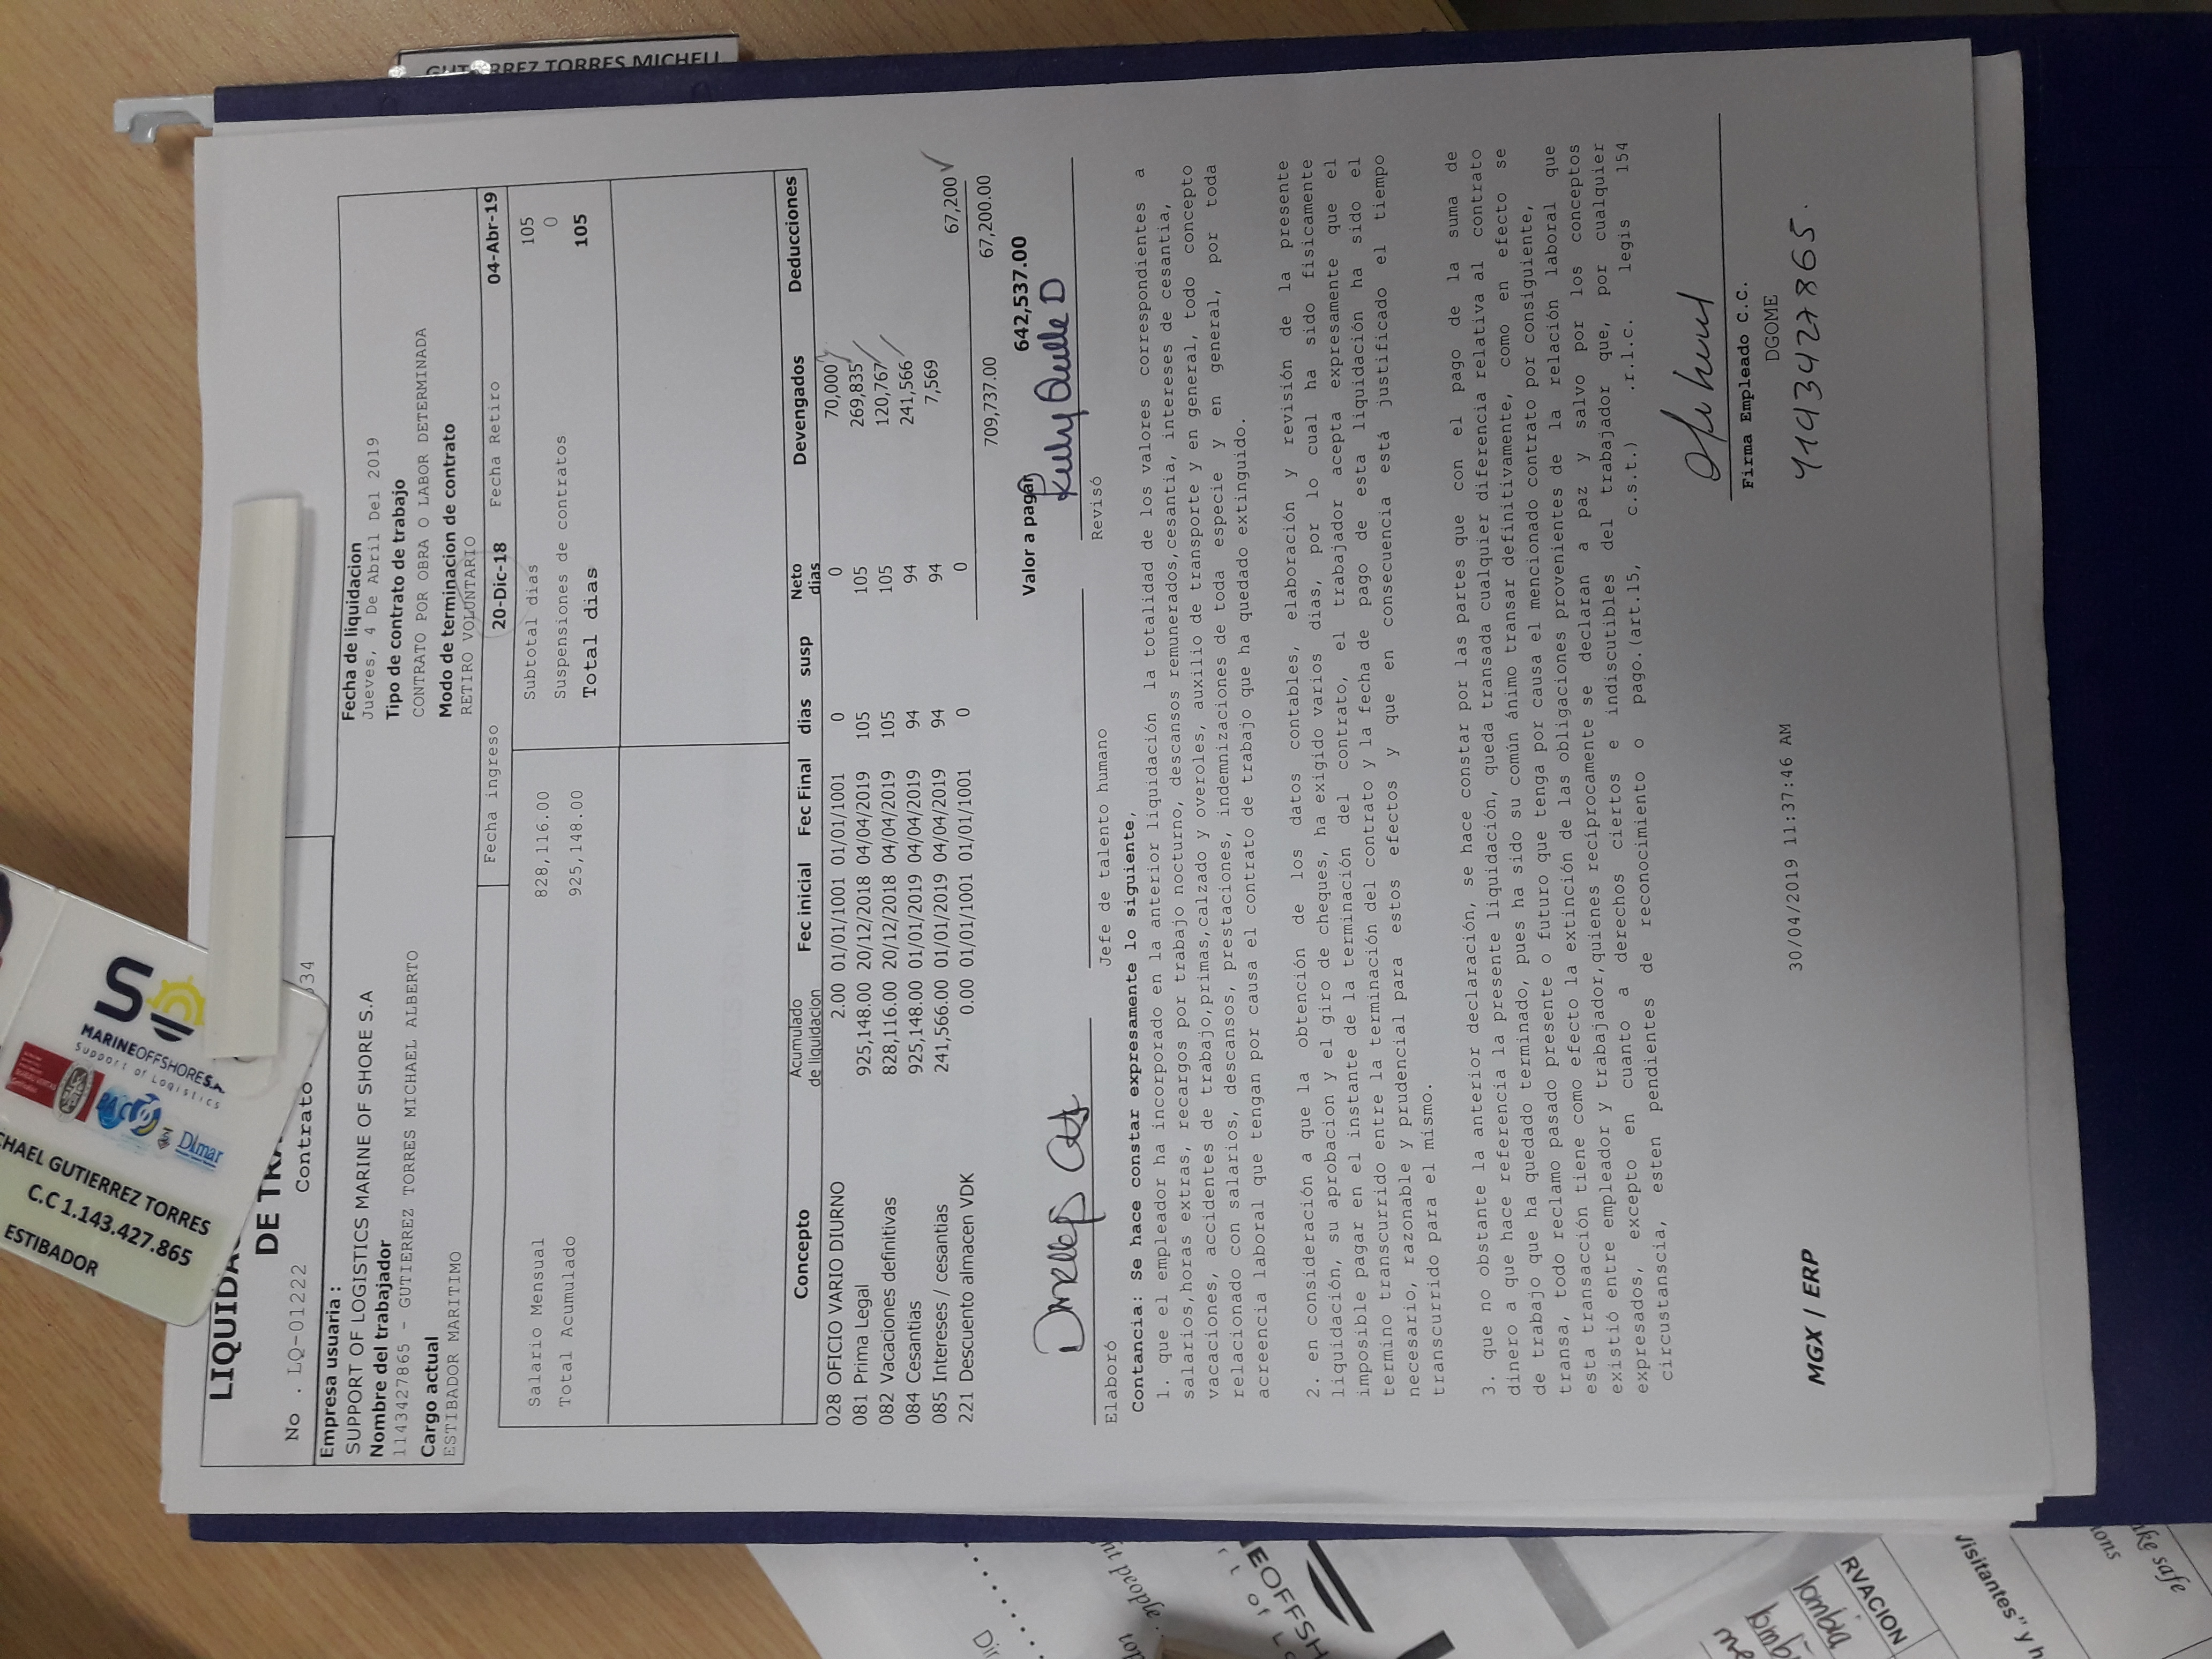 HAEL GUTIERREZ TORRES
C.C 1.143.427.865
ESTIBADOR
MARINEOFFSHORES.A
SUPPORT OF LOGISTICS
Dimar
DE
No . LQ-01222 Contrato 34
Empresa usuaria :
SUPPORT OF LOGISTICS MARINE OF SHORE S.A
Nombre del trabajador
1143427865 - GUTIERREZ TORRES MICHAEL ALBERTO
Cargo actual
ESTIBADOR MARITIMO
Fecha de liquidacion
Jueves, 4 De Abril Del 2019
Tipo de contrato de trabajo
CONTRATO POR OBRA O LABOR DETERMINADA
Modo de terminacion de contrato
RETIRO VOLUNTARIO
Fecha ingreso 20-Dic-18 Fecha Retiro 04-Abr-19
Salario Mensual 828,116.00
Total Acumulado 925,148.00
Subtotal dias 105
Suspensiones de contratos 0
Total dias 105
Concepto Acumulado de liquidacion Fec inicial Fec Final dias susp Neto dias Devengados Deducciones
028 OFICIO VARIO DIURNO 2.00 01/01/1001 01/01/1001 0 0 70,000
081 Prima Legal 925,148.00 20/12/2018 04/04/2019 105 105 269,835
082 Vacaciones definitivas 828,116.00 20/12/2018 04/04/2019 105 105 120,767
084 Cesantias 925,148.00 01/01/2019 04/04/2019 94 94 241,566
085 Intereses / cesantias 241,566.00 01/01/2019 04/04/2019 94 94 7,569
221 Descuento almacen VDK 0.00 01/01/1001 01/01/1001 0 0 67,200
709,737.00 67,200.00
Valor a pagar 642,537.00
Elaboró
Jefe de talento humano
Revisó
Contancia: Se hace constar expresamente lo siguiente,
1. que el empleador ha incorporado en la anterior liquidación la totalidad de los valores correspondientes a
salarios,horas extras, recargos por trabajo nocturno, descansos remunerados,cesantia, intereses de cesantia,
vacaciones, accidentes de trabajo,primas,calzado y overoles, auxilio de transporte y en general, todo concepto
relacionado con salarios, descansos, prestaciones, indemnizaciones de toda especie y en general, por toda
acreencia laboral que tengan por causa el contrato de trabajo que ha quedado extinguido.
2. en consideración a que la obtención de los datos contables, elaboración y revisión de la presente
liquidación, su aprobacion y el giro de cheques, ha exigido varios dias, por lo cual ha sido fisicamente
imposible pagar en el instante de la terminación del contrato, el trabajador acepta expresamente que el
termino transcurrido entre la terminación del contrato y la fecha de pago de esta liquidación ha sido el
necesario, razonable y prudencial para estos efectos y que en consecuencia está justificado el tiempo
transcurrido para el mismo.
3. que no obstante la anterior declaración, se hace constar por las partes que con el pago de la suma de
dinero a que hace referencia la presente liquidación, queda transada cualquier diferencia relativa al contrato
de trabajo que ha quedado terminado, pues ha sido su común ánimo transar definitivamente, como en efecto se
transa, todo reclamo pasado presente o futuro que tenga por causa el mencionado contrato por consiguiente,
esta transacción tiene como efecto la extinción de las obligaciones provenientes de la relación laboral que
existió entre empleador y trabajador,quienes recíprocamente se declaran a paz y salvo por los conceptos
expresados, excepto en cuanto a derechos ciertos e indiscutibles del trabajador que, por cualquier
circustanscia, esten pendientes de reconocimiento o pago.(art.15, c.s.t.) .r.l.c. legis 154
Firma Empleado C.C.
DGOME
1143427865.
30/04/2019 11:37:46 AM
MGX / ERP
TORRES MICHELL
RVACION